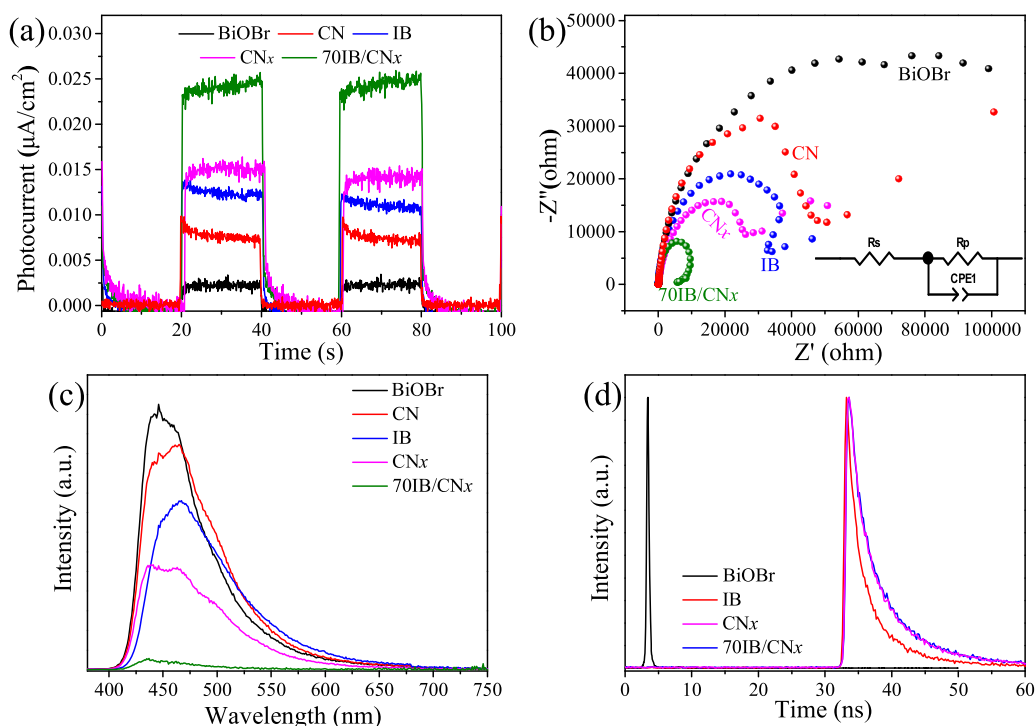 (a)
BiOBr CN IB
CNx 70IB/CNx
Photocurrent (µA/cm²)
0.030
0.025
0.020
0.015
0.010
0.005
0.000
0 20 40 60 80 100
Time (s)
(b)
BiOBr
CN
CNx
IB
70IB/CNx
Rs Rp
CPE1
-Z''(ohm)
50000
40000
30000
20000
10000
0
0 20000 40000 60000 80000 100000
Z' (ohm)
(c)
BiOBr
CN
IB
CNx
70IB/CNx
Intensity (a.u.)
400 450 500 550 600 650 700 750
Wavelength (nm)
(d)
BiOBr
IB
CNx
70IB/CNx
Intensity (a.u.)
0 10 20 30 40 50 60
Time (ns)